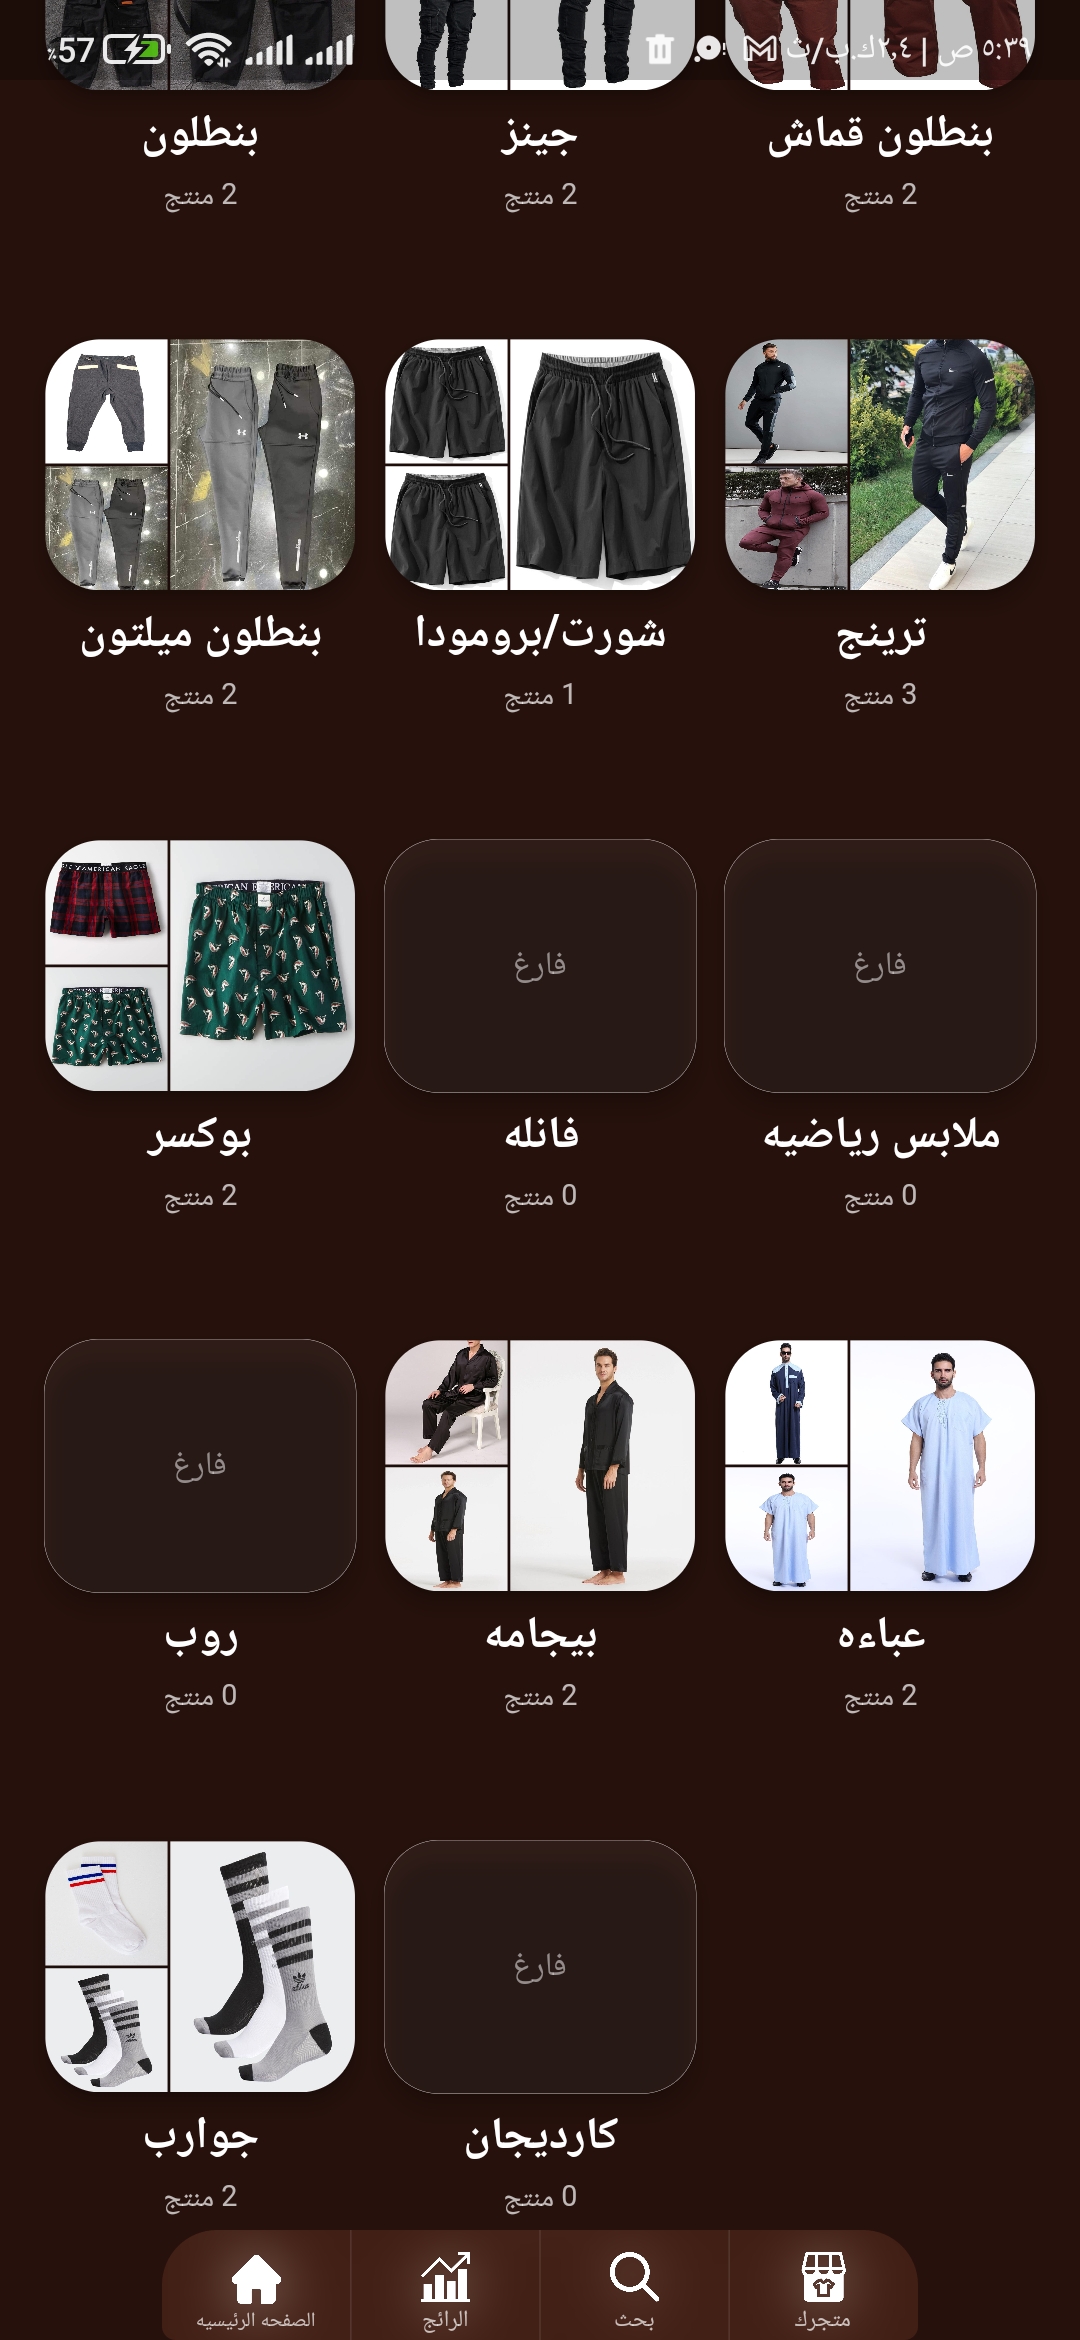 ٥:٣٩ ص | ٢,٤ك.ب/ث
٪57
بنطلون قماش
2 منتج
جينز
2 منتج
بنطلون
2 منتج
ترينج
3 منتج
شورت/برومودا
1 منتج
بنطلون ميلتون
2 منتج
ملابس رياضيه
0 منتج
فارغ
فانله
0 منتج
فارغ
بوكسر
2 منتج
عباءه
2 منتج
بيجامه
2 منتج
روب
0 منتج
فارغ
كارديجان
0 منتج
فارغ
جوارب
2 منتج
متجرك
بحث
الرائج
الصفحه الرئيسيه